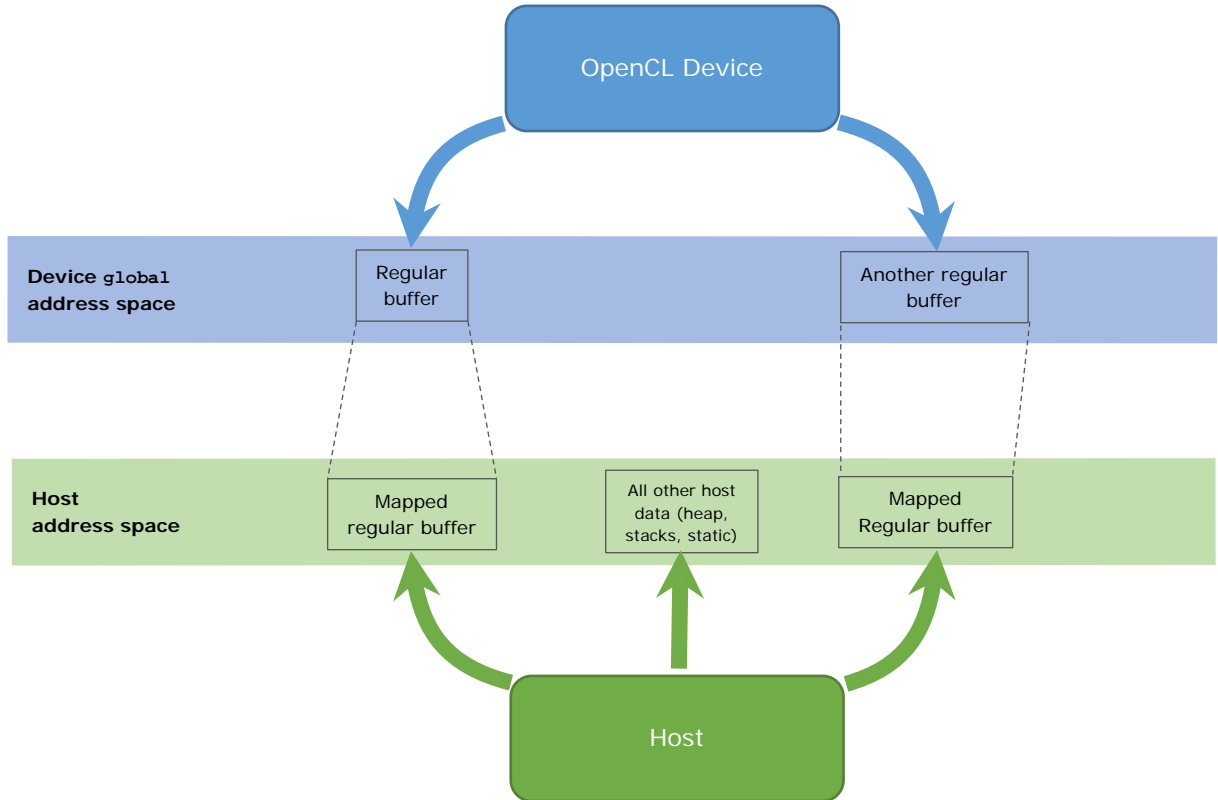 OpenCL Device
Device global
address space
Regular
buffer
Another regular
buffer
Host
address space
Mapped
regular buffer
All other host
data (heap,
stacks, static)
Mapped
Regular buffer
Host